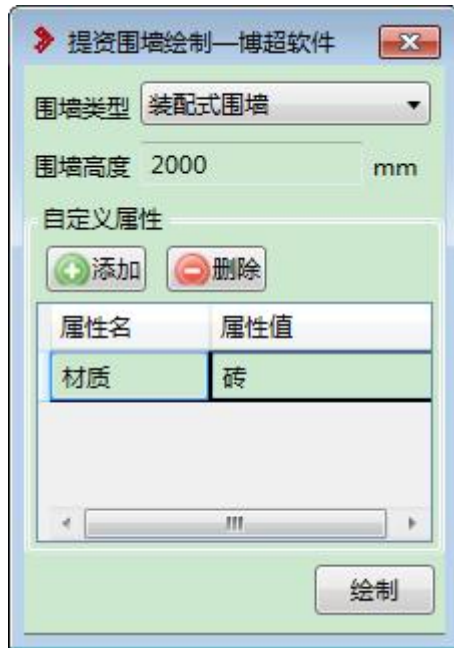 提资围墙绘制—博超软件
围墙类型 装配式围墙
围墙高度 2000 mm
自定义属性
添加 删除
属性名 属性值
材质 砖
绘制